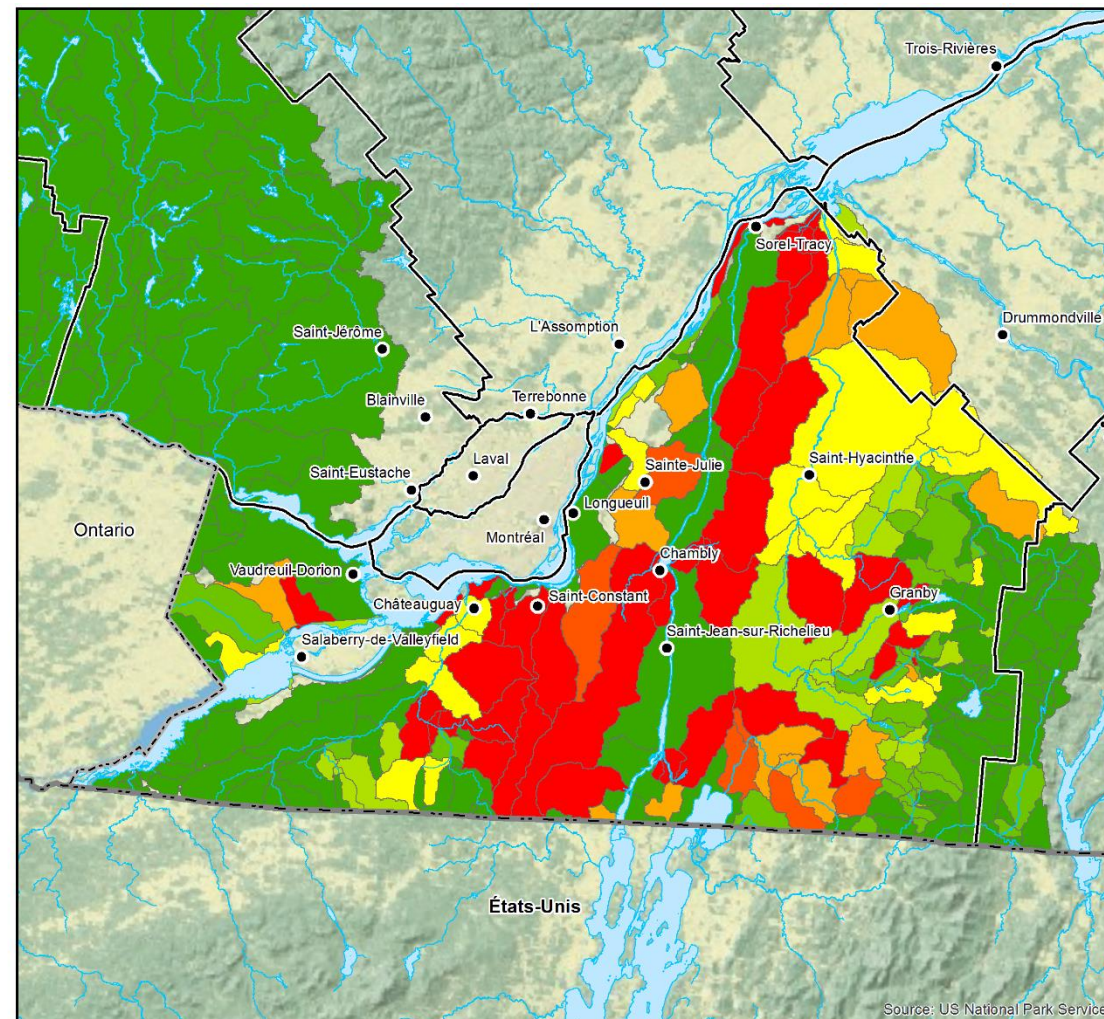 Trois-Rivières
Sorel-Tracy
Drummondville
L'Assomption
Saint-Jérôme
Blainville
Terrebonne
Saint-Eustache
Laval
Sainte-Julie
Saint-Hyacinthe
Longueuil
Ontario
Montréal
Vaudreuil-Dorion
Chambly
Châteauguay
Saint-Constant
Granby
Salaberry-de-Valleyfield
Saint-Jean-sur-Richelieu
États-Unis
Source: US National Park Service